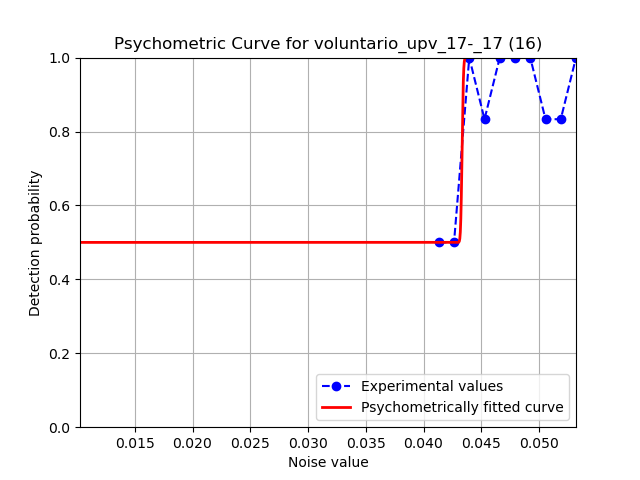 Psychometric Curve for voluntario_upv_17-_17 (16)
1.0
0.8
0.6
0.4
0.2
0.0
Detection probability
0.015 0.020 0.025 0.030 0.035 0.040 0.045 0.050
Noise value
Experimental values
Psychometrically fitted curve